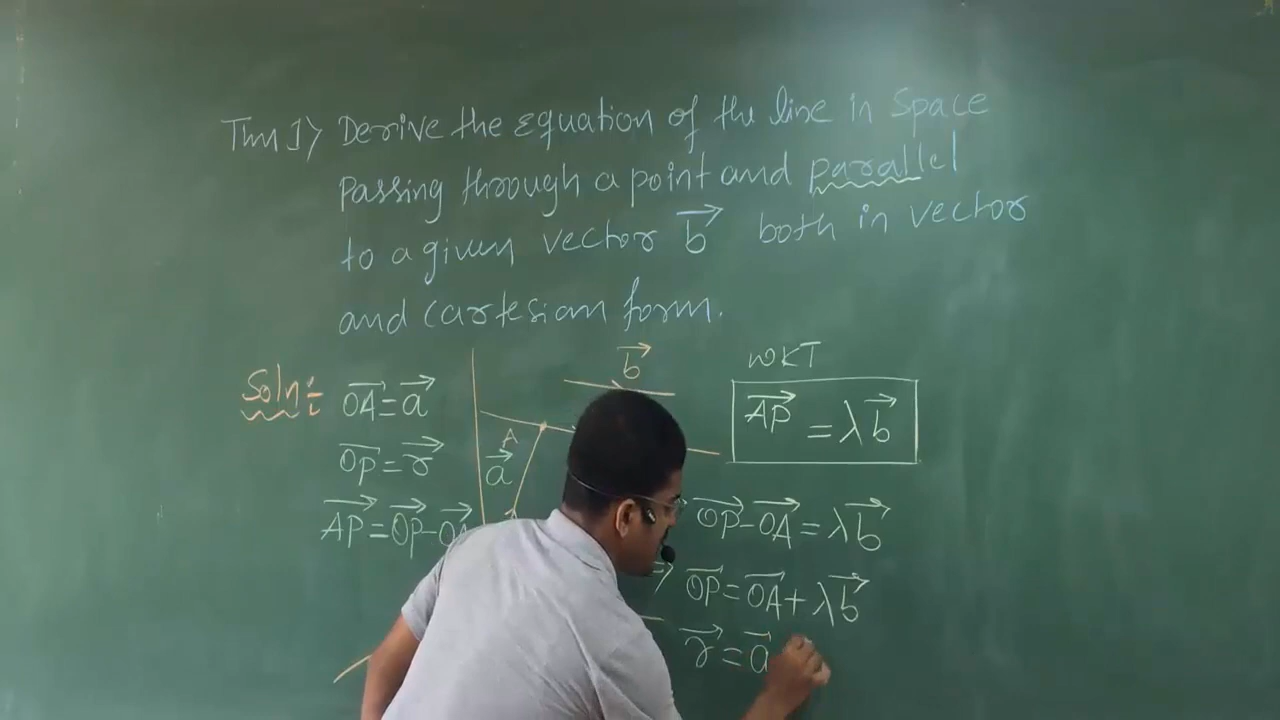 Thm 1> Derive the Equation of the line in Space
passing through a point and parallel
to a given vector b⃗ both in vector
and cartesian form.
Soln:- OA⃗ = a⃗
OP⃗ = r⃗
AP⃗ = OP⃗ - OA⃗
b⃗
A
a⃗
WKT
AP⃗ = λb⃗
OP⃗ - OA⃗ = λb⃗
⇒ OP⃗ = OA⃗ + λb⃗
r⃗ = a⃗